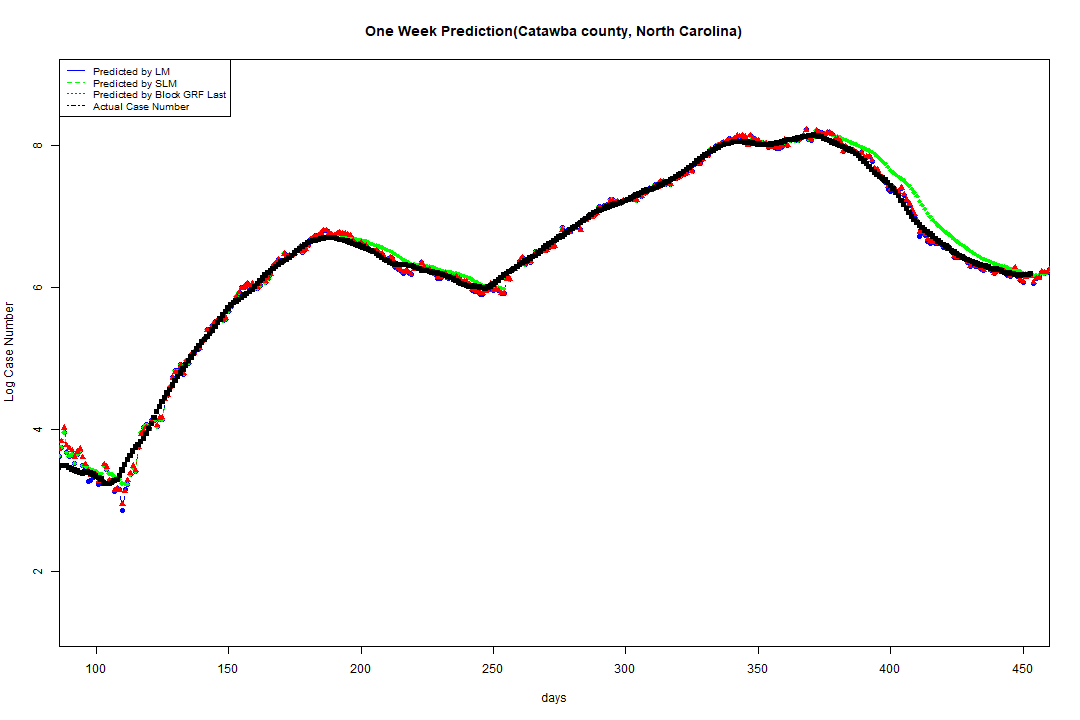 One Week Prediction(Catawba county, North Carolina)
Predicted by LM
Predicted by SLM
Predicted by Block GRF Last
Actual Case Number
8
6
4
2
Log Case Number
100 150 200 250 300 350 400 450
days